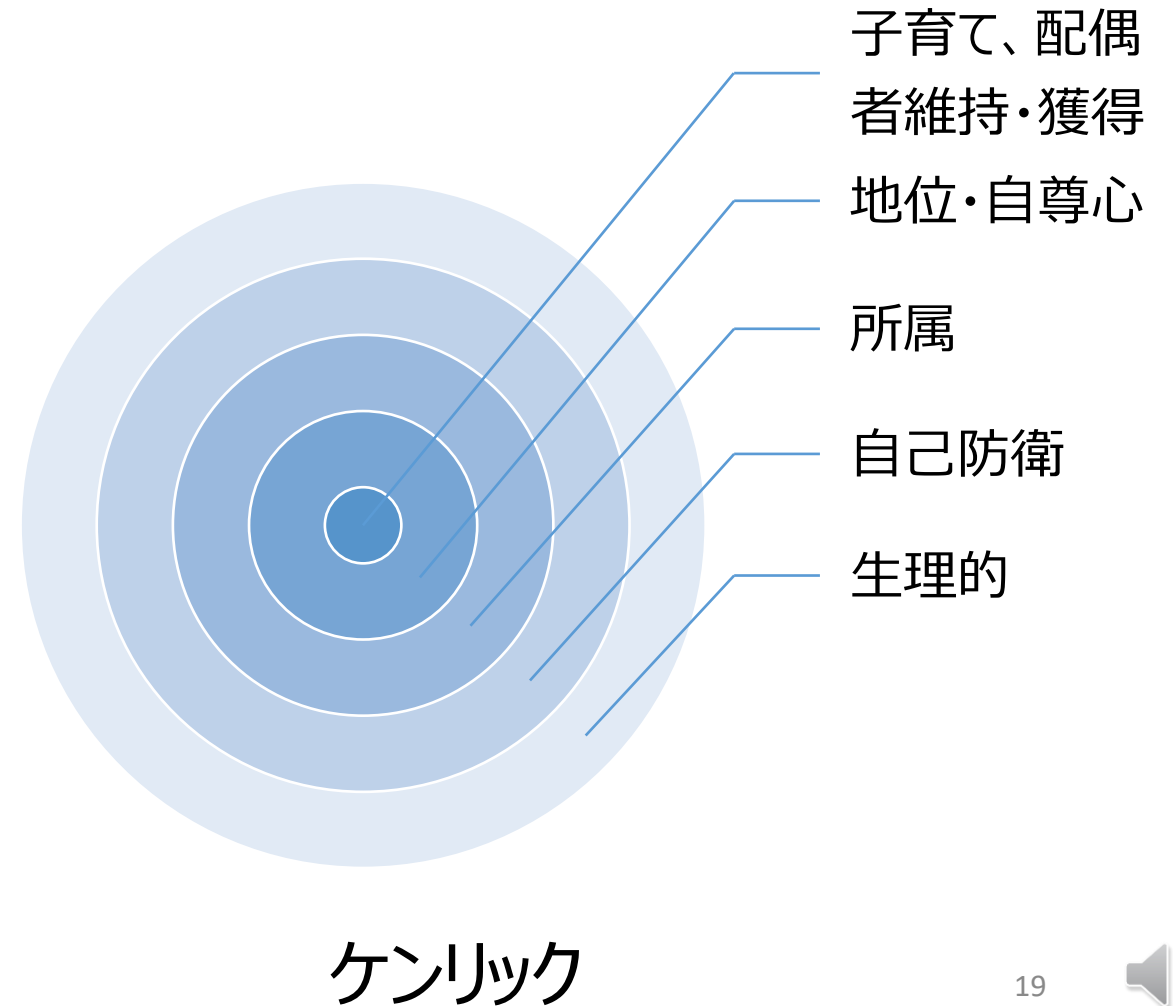 子育て、配偶
者維持・獲得
地位・自尊心
所属
自己防衛
生理的
ケンリック
19